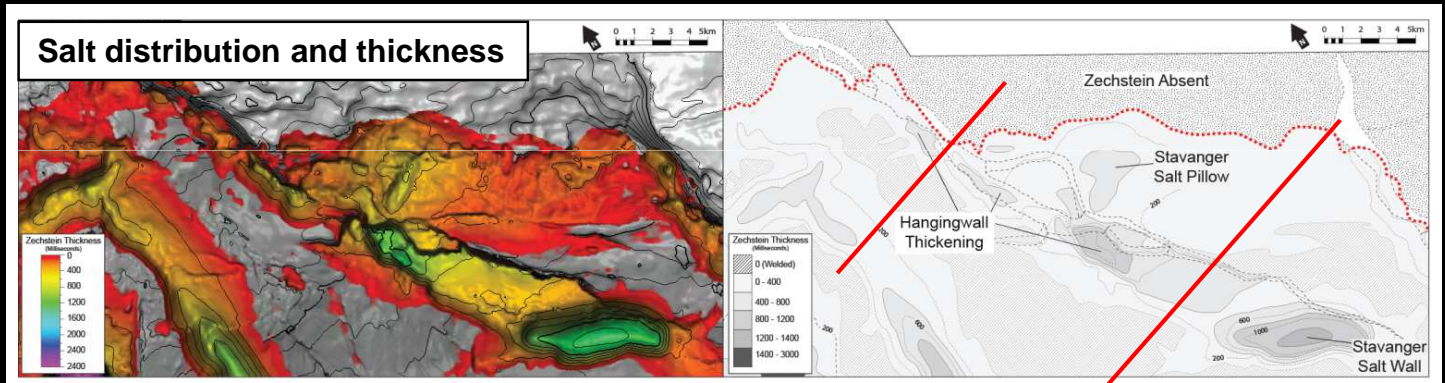 Salt distribution and thickness
N
0 1 2 3 4 5km
Zechstein Thickness
(Milliseconds)
0
400
800
1200
1600
2000
2400
2400
N
0 1 2 3 4 5km
Zechstein Absent
Stavanger
Salt Pillow
200
Hangingwall
Thickening
Zechstein Thickness
(Milliseconds)
0 (Welded)
0 - 400
400 - 800
800 - 1200
1200 - 1400
1400 - 3000
200
600
600
1000
200
Stavanger
Salt Wall